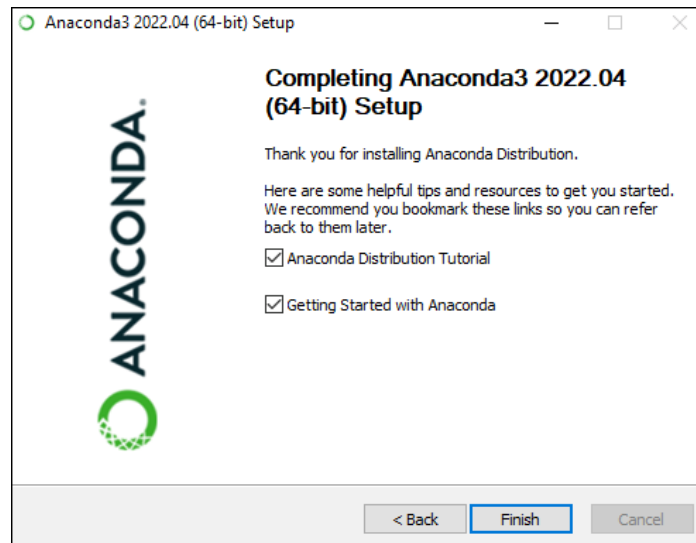 Anaconda3 2022.04 (64-bit) Setup
ANACONDA.
Completing Anaconda3 2022.04
(64-bit) Setup
Thank you for installing Anaconda Distribution.
Here are some helpful tips and resources to get you started.
We recommend you bookmark these links so you can refer
back to them later.
Anaconda Distribution Tutorial
Getting Started with Anaconda
< Back
Finish
Cancel